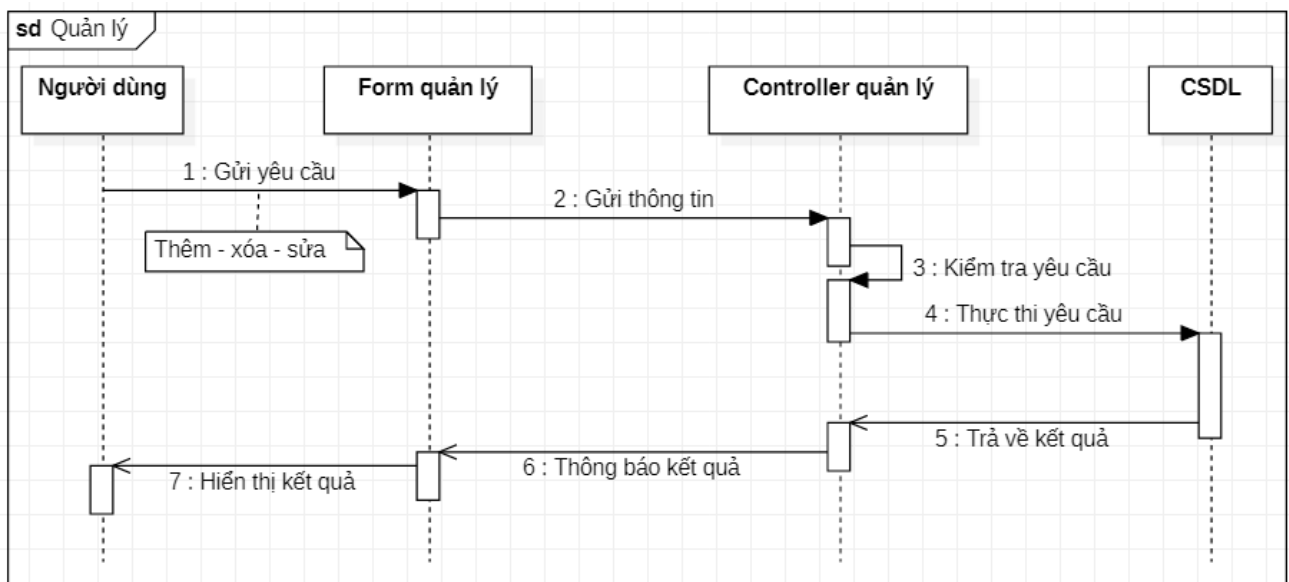 sd Quản lý
Người dùng
Form quản lý
Controller quản lý
CSDL
1 : Gửi yêu cầu
2 : Gửi thông tin
Thêm - xóa - sửa
3 : Kiểm tra yêu cầu
4 : Thực thi yêu cầu
5 : Trả về kết quả
6 : Thông báo kết quả
7 : Hiển thị kết quả